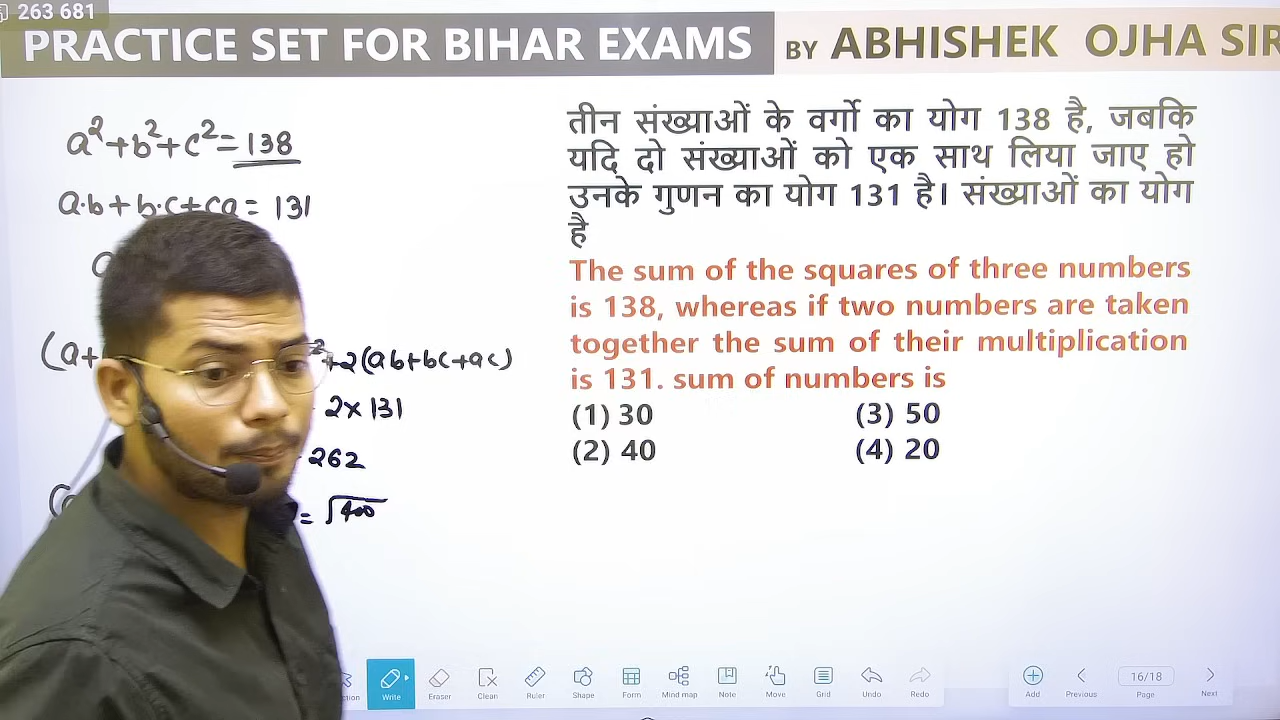 263 681
PRACTICE SET FOR BIHAR EXAMS BY ABHISHEK OJHA SIR
a²+b²+c²=138
a·b+b·c+ca=131
(a+
²+2(ab+bc+ac)
2×131
262
= √400
तीन संख्याओं के वर्गो का योग 138 है, जबकि
यदि दो संख्याओं को एक साथ लिया जाए हो
उनके गुणन का योग 131 है। संख्याओं का योग
है
The sum of the squares of three numbers
is 138, whereas if two numbers are taken
together the sum of their multiplication
is 131. sum of numbers is
(1) 30 (3) 50
(2) 40 (4) 20
Write Eraser Clean Ruler Shape Form Mind map Note Move Undo Redo Add Previous 16/18 Page Next